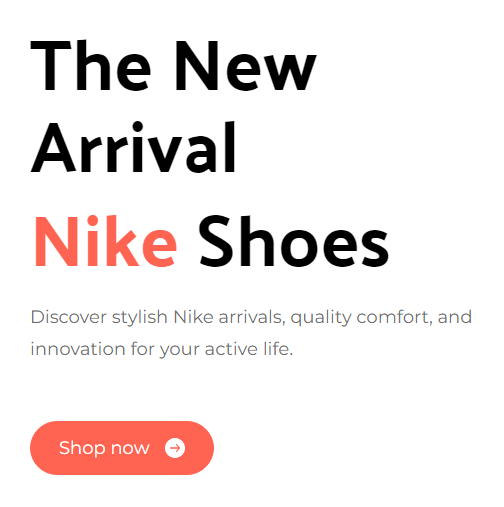 The New
Arrival
Nike Shoes
Discover stylish Nike arrivals, quality comfort, and
innovation for your active life.
Shop now